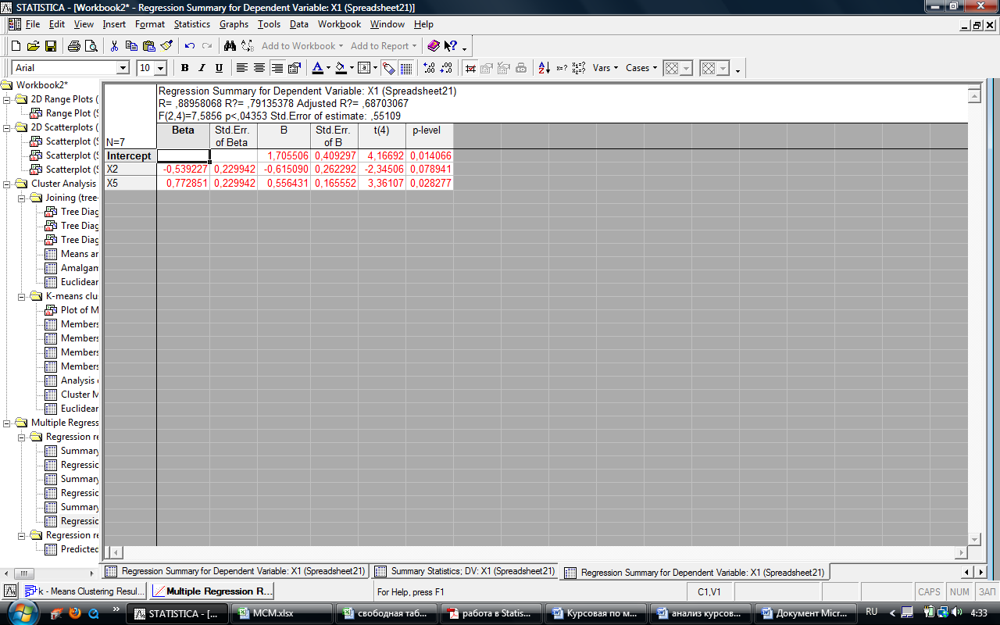 STATISTICA - [Workbook2* - Regression Summary for Dependent Variable: X1 (Spreadsheet21)]
File Edit View Insert Format Statistics Graphs Tools Data Workbook Window Help
Add to Workbook Add to Report
Arial 10 B I U Vars Cases
Workbook2*
2D Range Plots (
Range Plot (S
2D Scatterplots (
Scatterplot (S
Scatterplot (S
Scatterplot (S
Cluster Analysis
Joining (tree-
Tree Diag
Tree Diag
Tree Diag
Means an
Amalgam
Euclidean
K-means clu
Plot of M
Members
Members
Members
Members
Analysis o
Cluster M
Euclidean
Multiple Regress
Regression re
Summary
Regressio
Summary
Regressio
Summary
Regressio
Regression re
Predicted
Regression Summary for Dependent Variable: X1 (Spreadsheet21)
R= ,88958068 R?= ,79135378 Adjusted R?= ,68703067
F(2,4)=7,5856 p<,04353 Std.Error of estimate: ,55109
N=7 Beta Std.Err. of Beta B Std.Err. of B t(4) p-level
Intercept 1,705506 0,409297 4,16692 0,014066
X2 -0,539227 0,229942 -0,615090 0,262292 -2,34506 0,078941
X5 0,772851 0,229942 0,556431 0,165552 3,36107 0,028277
Regression Summary for Dependent Variable: X1 (Spreadsheet21) Summary Statistics; DV: X1 (Spreadsheet21) Regression Summary for Dependent Variable: X1 (Spreadsheet21)
k - Means Clustering Resul... Multiple Regression R... For Help, press F1 C1,V1 CAPS NUM ЗАП
STATISTICA - [... MCM.xlsx свободная таб... работа в Statis... Курсовая по м... анализ курсов... Документ Micr... RU 4:33